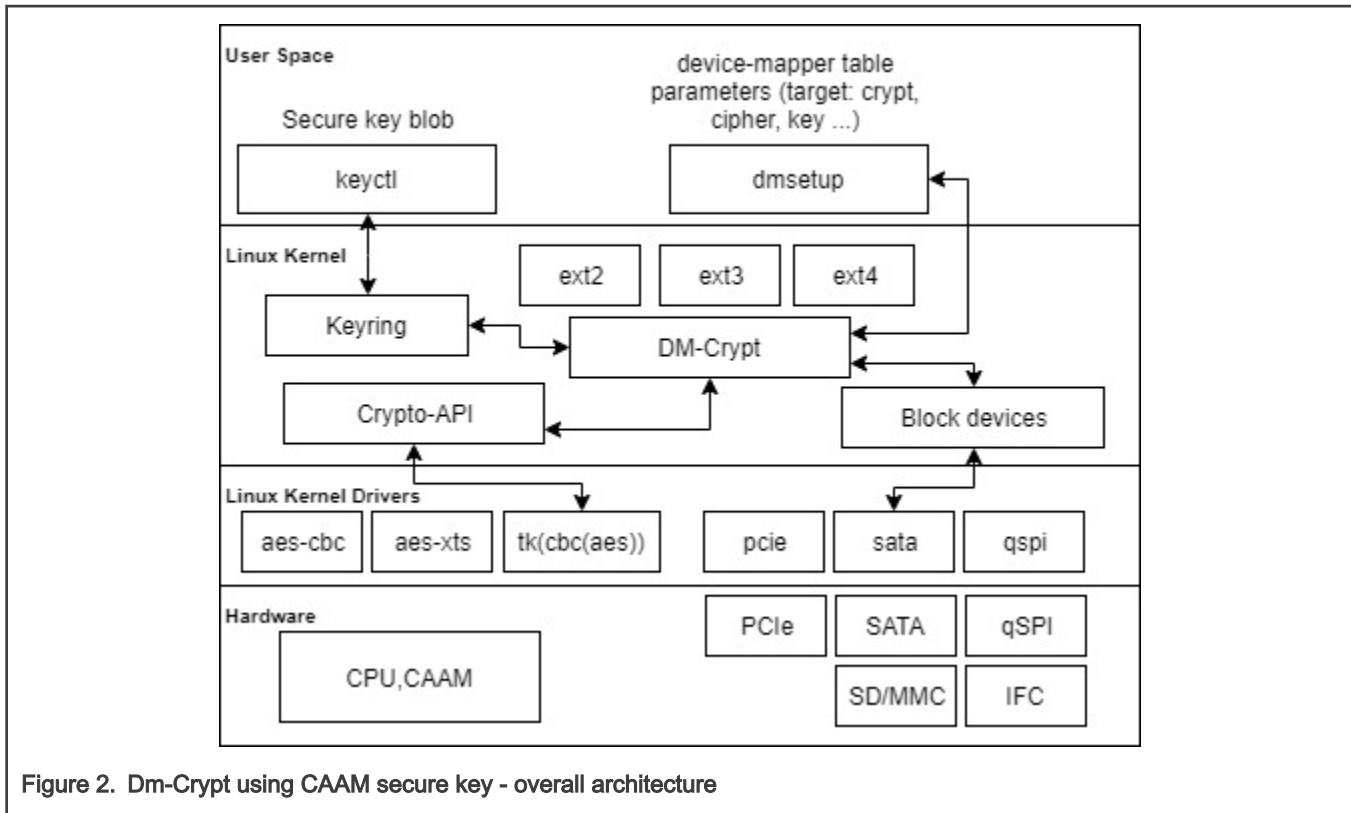 User Space
device-mapper table
parameters (target: crypt,
cipher, key ...)
Secure key blob
keyctl
dmsetup
Linux Kernel
ext2
ext3
ext4
Keyring
DM-Crypt
Crypto-API
Block devices
Linux Kernel Drivers
aes-cbc
aes-xts
tk(cbc(aes))
pcie
sata
qspi
Hardware
PCIe
SATA
qSPI
CPU,CAAM
SD/MMC
IFC
Figure 2. Dm-Crypt using CAAM secure key - overall architecture